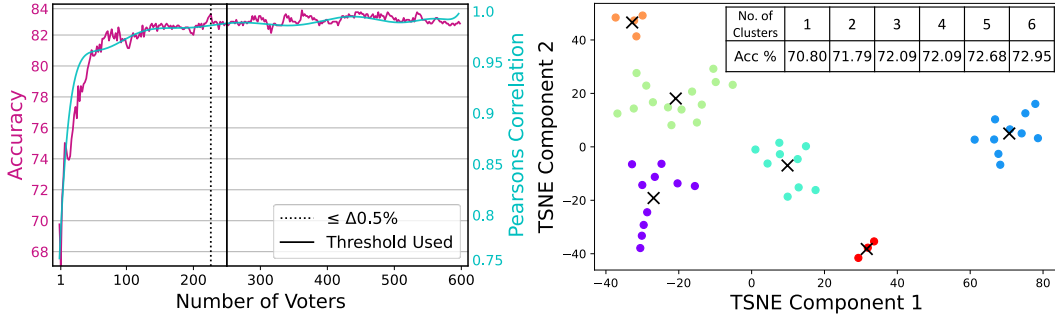 84
82
80
78
76
74
72
70
68
Accuracy
1.0
0.95
0.9
0.85
0.8
0.75
Pearsons Correlation
≤ Δ0.5%
Threshold Used
1 100 200 300 400 500 600
Number of Voters
TSNE Component 2
40
20
0
−20
−40
No. of Clusters 1 2 3 4 5 6
Acc % 70.80 71.79 72.09 72.09 72.68 72.95
−40 −20 0 20 40 60 80
TSNE Component 1